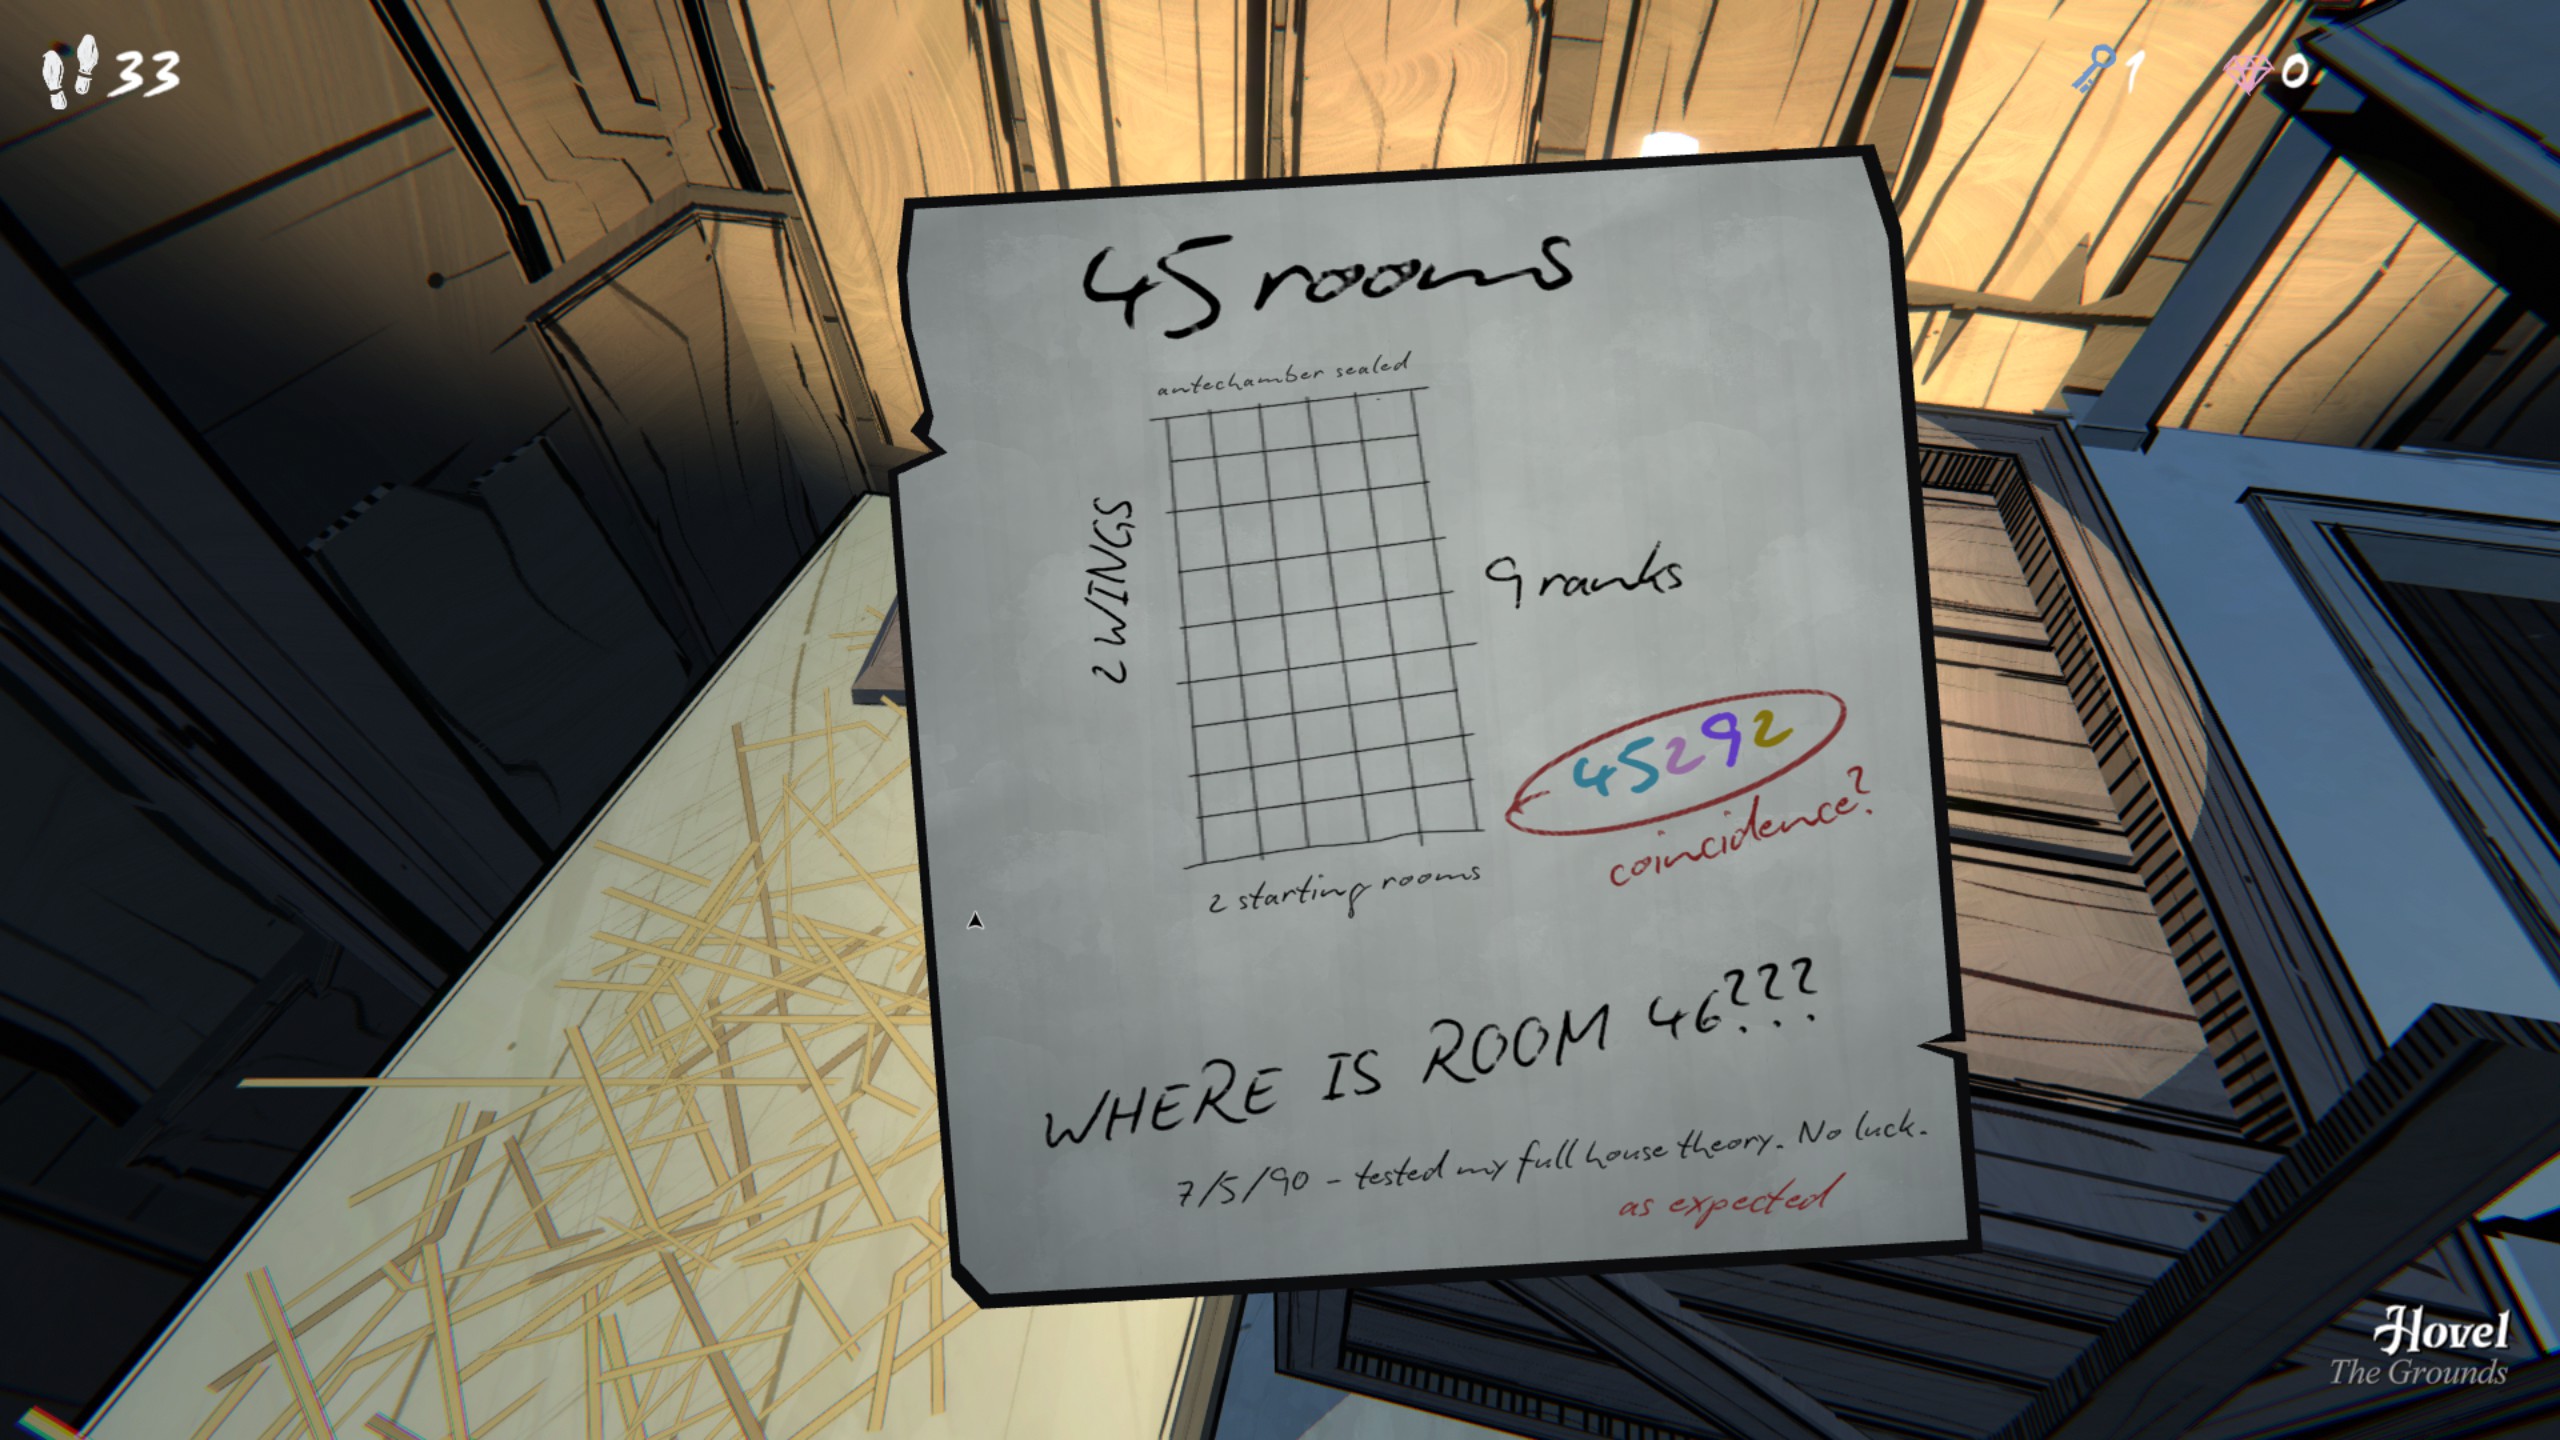 33
1
0
45 rooms
antechamber sealed
2 WINGS
9 ranks
45292
coincidence?
2 starting rooms
WHERE IS ROOM 46???
7/5/90 - tested my full house theory. No luck.
as expected
Hovel
The Grounds